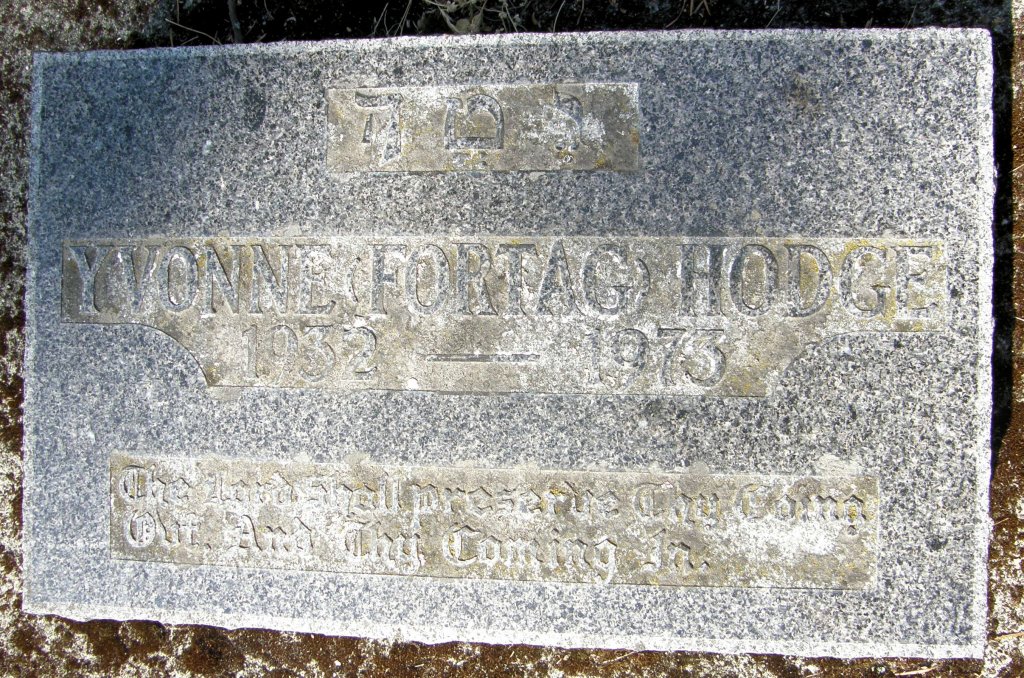 YVONNE (FORTAG) HODGE
1932 — 1973
The Lord Shall preserve Thy Going
Out, And Thy Coming In.